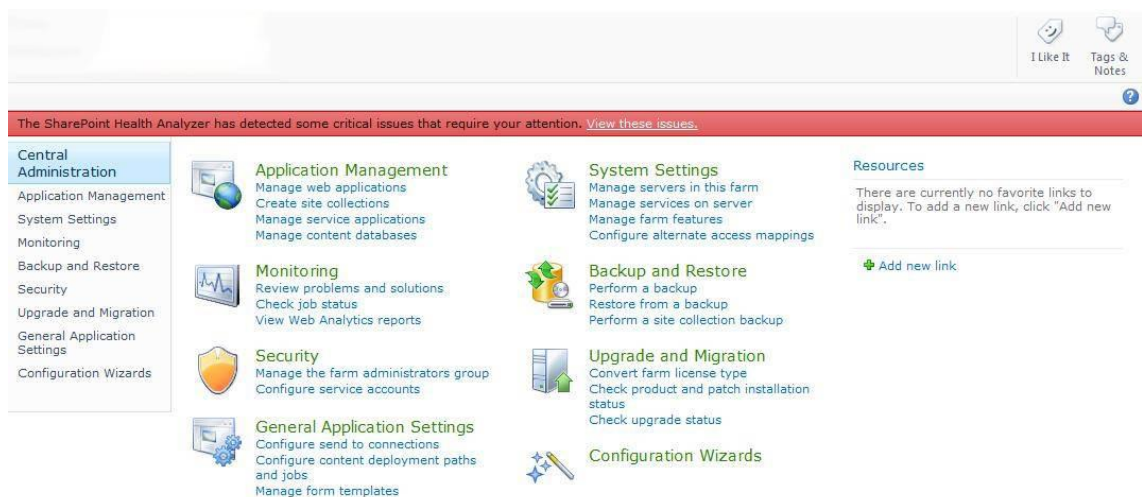 I Like It
Tags &
Notes
The SharePoint Health Analyzer has detected some critical issues that require your attention. View these issues.
Central
Administration
Application Management
System Settings
Monitoring
Backup and Restore
Security
Upgrade and Migration
General Application
Settings
Configuration Wizards
Application Management
Manage web applications
Create site collections
Manage service applications
Manage content databases
Monitoring
Review problems and solutions
Check job status
View Web Analytics reports
Security
Manage the farm administrators group
Configure service accounts
General Application Settings
Configure send to connections
Configure content deployment paths
and jobs
Manage form templates
System Settings
Manage servers in this farm
Manage services on server
Manage farm features
Configure alternate access mappings
Backup and Restore
Perform a backup
Restore from a backup
Perform a site collection backup
Upgrade and Migration
Convert farm license type
Check product and patch installation
status
Check upgrade status
Configuration Wizards
Resources
There are currently no favorite links to
display. To add a new link, click "Add new
link".
Add new link